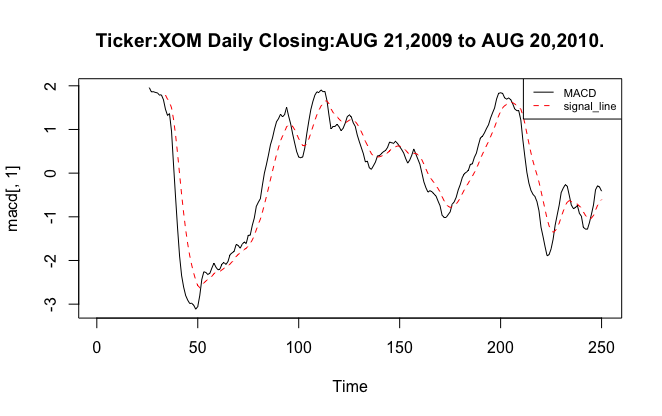 Ticker:XOM Daily Closing:AUG 21,2009 to AUG 20,2010.
MACD
signal_line
macd[, 1]
2
1
0
-1
-2
-3
0 50 100 150 200 250
Time